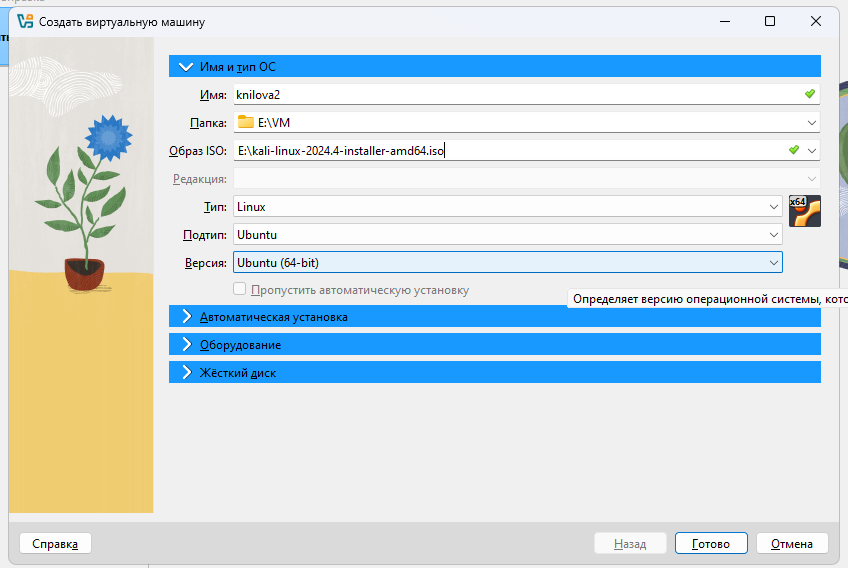 Создать виртуальную машину
Имя и тип ОС
Имя: knilova2
Папка: E:\VM
Образ ISO: E:\kali-linux-2024.4-installer-amd64.iso
Редакция:
Тип: Linux
x64
Подтип: Ubuntu
Версия: Ubuntu (64-bit)
Пропустить автоматическую установку
Определяет версию операционной системы, кото
Автоматическая установка
Оборудование
Жёсткий диск
Справка Назад Готово Отмена